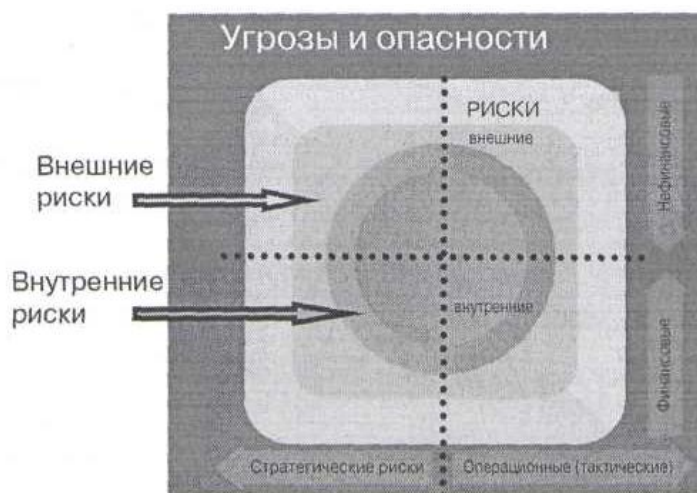 Угрозы и опасности
РИСКИ
внешние
Внешние
риски
Внутренние
риски
внутренние
Нефинансовые
Финансовые
Стратегические риски
Операционные (тактические)